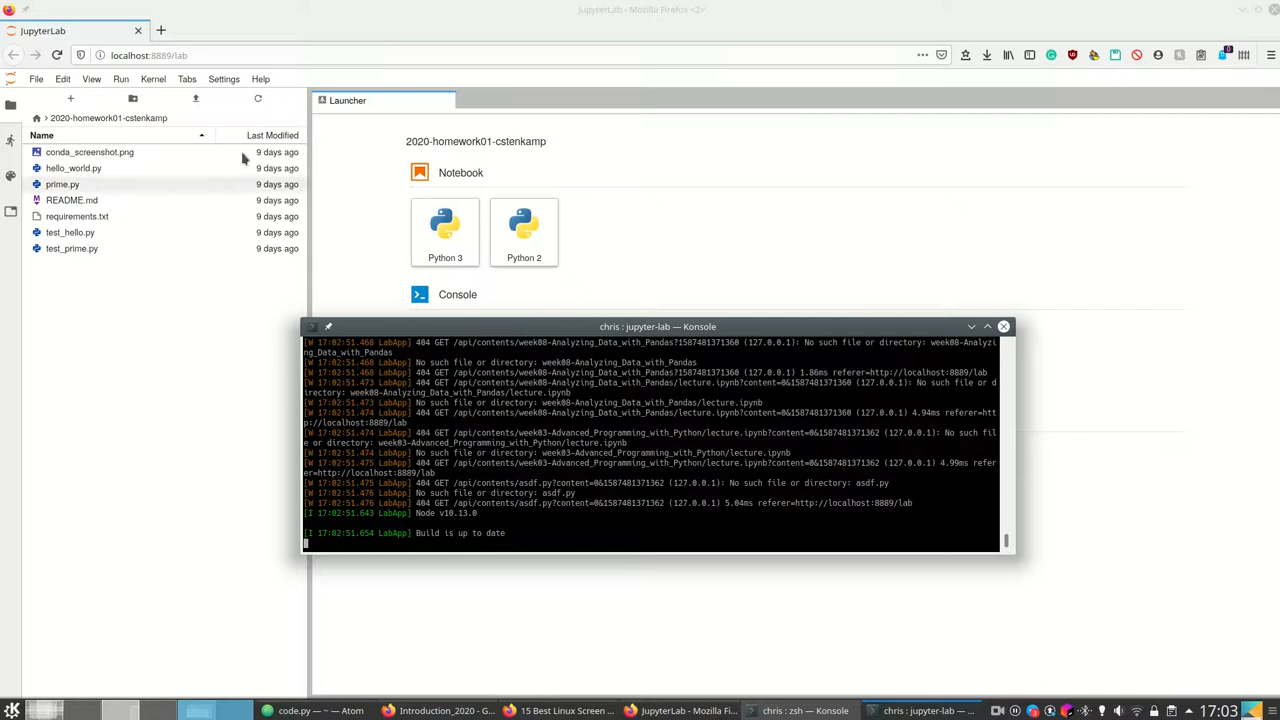 JupyterLab - Mozilla Firefox <2>
JupyterLab
localhost:8889/lab
0
File Edit View Run Kernel Tabs Settings Help
Launcher
2020-homework01-cstenkamp
Name Last Modified
conda_screenshot.png 9 days ago
hello_world.py 9 days ago
prime.py 9 days ago
README.md 9 days ago
requirements.txt 9 days ago
test_hello.py 9 days ago
test_prime.py 9 days ago
2020-homework01-cstenkamp
Notebook
Python 3 Python 2
Console
chris : jupyter-lab — Konsole
[W 17:02:51.468 LabApp] 404 GET /api/contents/week08-Analyzing_Data_with_Pandas?1587481371360 (127.0.0.1): No such file or directory: week08-Analyzi
ng_Data_with_Pandas
[W 17:02:51.468 LabApp] No such file or directory: week08-Analyzing_Data_with_Pandas
[W 17:02:51.468 LabApp] 404 GET /api/contents/week08-Analyzing_Data_with_Pandas?1587481371360 (127.0.0.1) 1.86ms referer=http://localhost:8889/lab
[W 17:02:51.473 LabApp] 404 GET /api/contents/week08-Analyzing_Data_with_Pandas/lecture.ipynb?content=0&1587481371360 (127.0.0.1): No such file or d
irectory: week08-Analyzing_Data_with_Pandas/lecture.ipynb
[W 17:02:51.473 LabApp] No such file or directory: week08-Analyzing_Data_with_Pandas/lecture.ipynb
[W 17:02:51.474 LabApp] 404 GET /api/contents/week08-Analyzing_Data_with_Pandas/lecture.ipynb?content=0&1587481371360 (127.0.0.1) 4.94ms referer=htt
p://localhost:8889/lab
[W 17:02:51.474 LabApp] 404 GET /api/contents/week03-Advanced_Programming_with_Python/lecture.ipynb?content=0&1587481371362 (127.0.0.1): No such fil
e or directory: week03-Advanced_Programming_with_Python/lecture.ipynb
[W 17:02:51.474 LabApp] No such file or directory: week03-Advanced_Programming_with_Python/lecture.ipynb
[W 17:02:51.475 LabApp] 404 GET /api/contents/week03-Advanced_Programming_with_Python/lecture.ipynb?content=0&1587481371362 (127.0.0.1) 4.99ms refer
er=http://localhost:8889/lab
[W 17:02:51.475 LabApp] 404 GET /api/contents/asdf.py?content=0&1587481371362 (127.0.0.1): No such file or directory: asdf.py
[W 17:02:51.476 LabApp] No such file or directory: asdf.py
[W 17:02:51.476 LabApp] 404 GET /api/contents/asdf.py?content=0&1587481371362 (127.0.0.1) 5.04ms referer=http://localhost:8889/lab
[I 17:02:51.643 LabApp] Node v10.13.0
[I 17:02:51.654 LabApp] Build is up to date
code.py — ~ — Atom Introduction_2020 - G... 15 Best Linux Screen ... JupyterLab - Mozilla Fi... chris : zsh — Konsole chris : jupyter-lab — ... 17:03